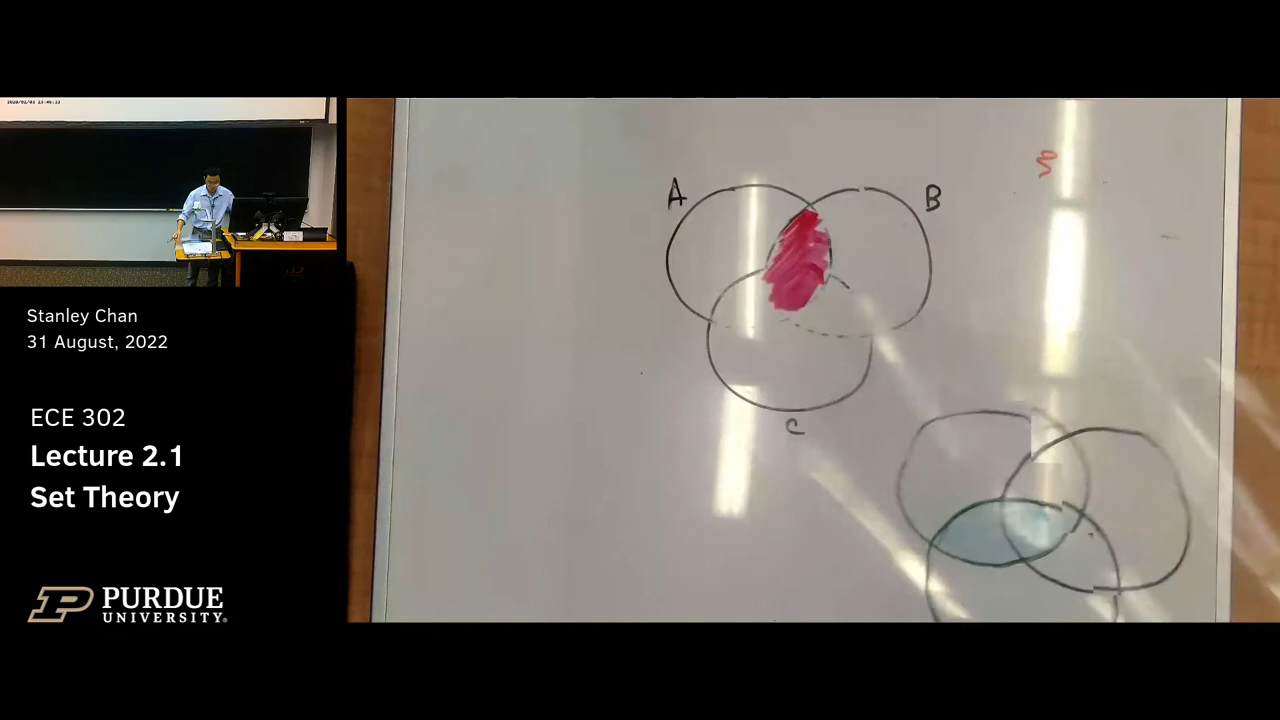 Stanley Chan
31 August, 2022
ECE 302
Lecture 2.1
Set Theory
PURDUE
UNIVERSITY
A
B
C